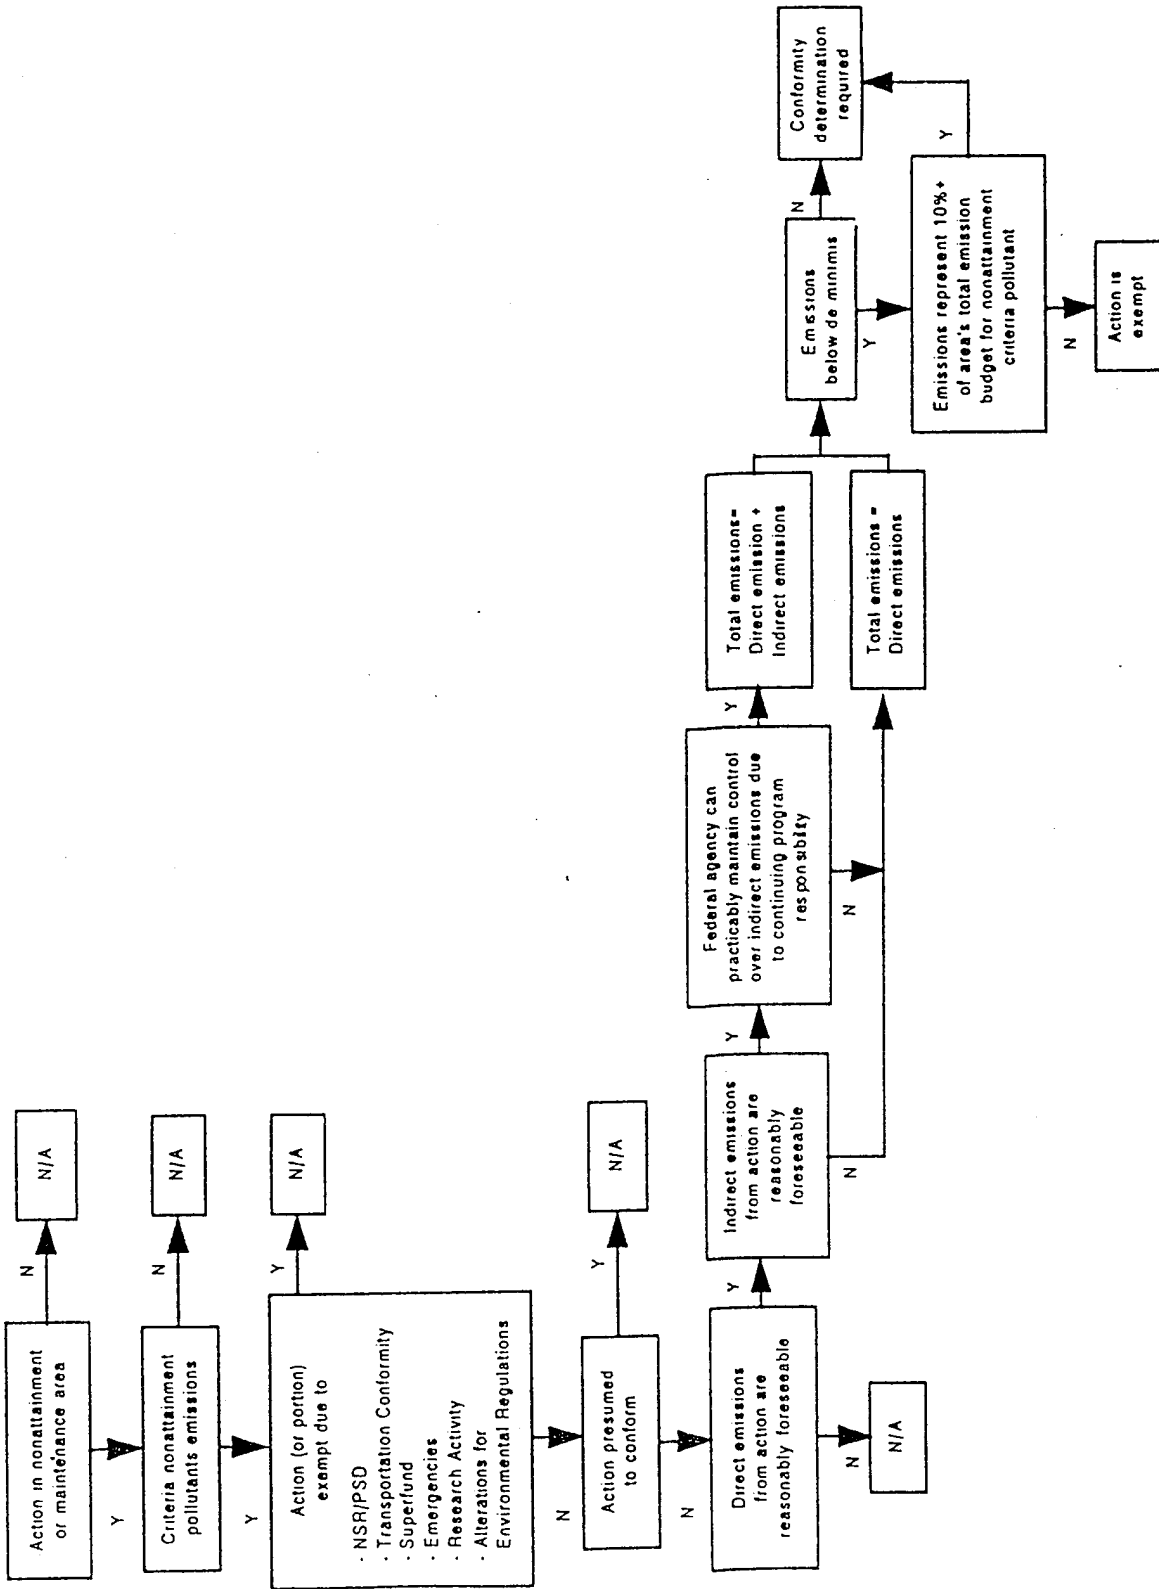 Action in nonattainment
or maintenance area
N
N/A
Y
Criteria nonattainment
pollutants emissions
N
N/A
Y
Action (or portion)
exempt due to
· NSR/PSD
· Transportation Conformity
· Superfund
· Emergencies
· Research Activity
· Alterations for
Environmental Regulations
Y
N/A
N
Action presumed
to conform
Y
N/A
N
Direct emissions
from action are
reasonably foreseeable
N
N/A
Y
Indirect emissions
from action are
reasonably
foreseeable
N
Y
Federal agency can
practicably maintain control
over indirect emissions due
to continuing program
responsiblty
N
Y
Total emissions=
Direct emission +
Indirect emissions
Total emissions =
Direct emissions
Emissions
below de minimis
N
Conformity
determination
required
Y
Emissions represent 10%+
of area's total emission
budget for nonattainment
criteria pollutant
Y
N
Action is
exempt